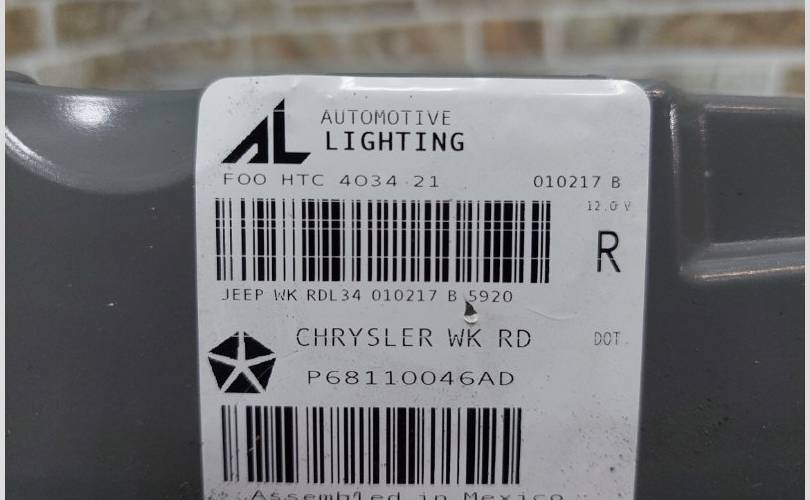 AL AUTOMOTIVE
LIGHTING
FOO HTC 4034-21 010217 B
12.0 V
R
JEEP WK RDL34 010217 B 5920
CHRYSLER WK RD DOT
P68110046AD
Assembled in Mexico